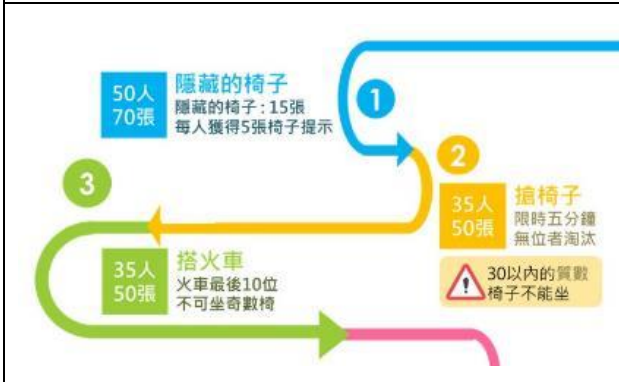 1
50人
70張
隱藏的椅子
隱藏的椅子:15張
每人獲得5張椅子提示
2
35人
50張
搶椅子
限時五分鐘
無位者淘汰
30以內的質數
椅子不能坐
3
35人
50張
搭火車
火車最後10位
不可坐奇數椅